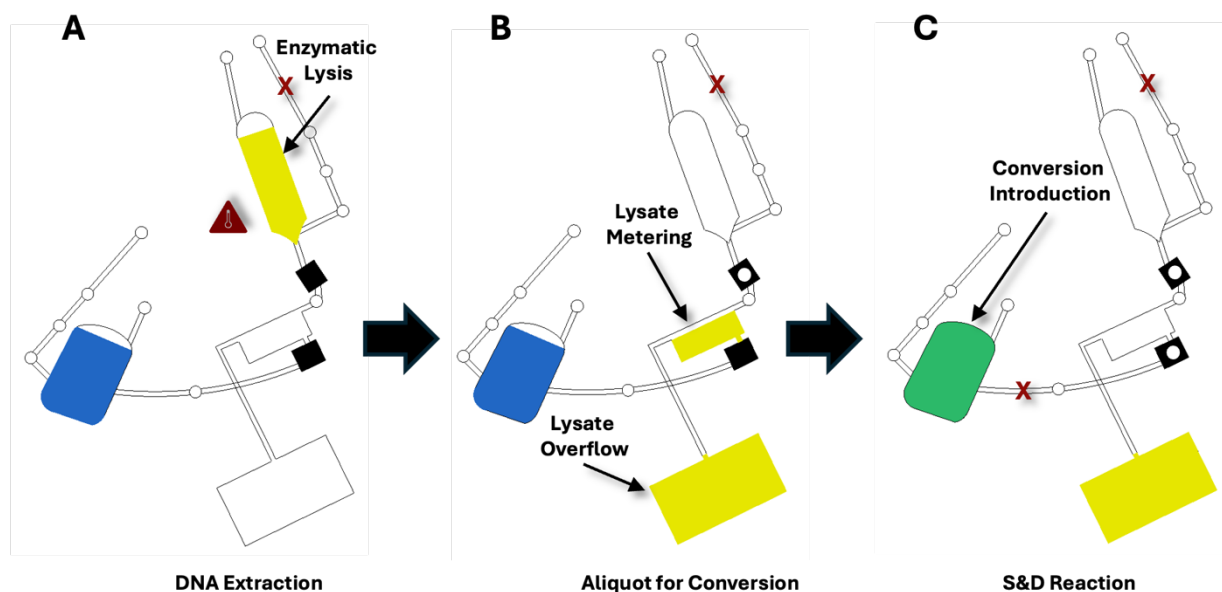 A
B
C
Enzymatic
Lysis
X
X
X
Conversion
Introduction
Lysate
Metering
Lysate
Overflow
X
DNA Extraction
Aliquot for Conversion
S&D Reaction